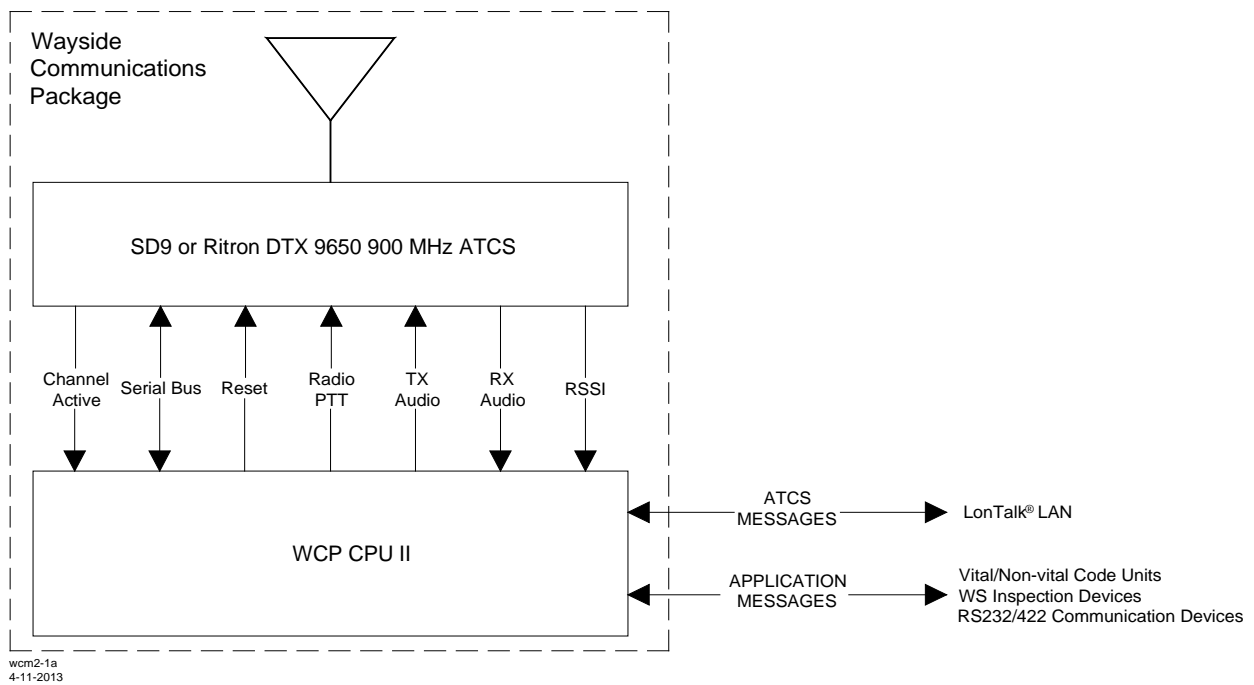 Wayside
Communications
Package
SD9 or Ritron DTX 9650 900 MHz ATCS
Channel
Active
Serial Bus
Reset
Radio
PTT
TX
Audio
RX
Audio
RSSI
WCP CPU II
ATCS
MESSAGES
LonTalk® LAN
APPLICATION
MESSAGES
Vital/Non-vital Code Units
WS Inspection Devices
RS232/422 Communication Devices
wcm2-1a
4-11-2013